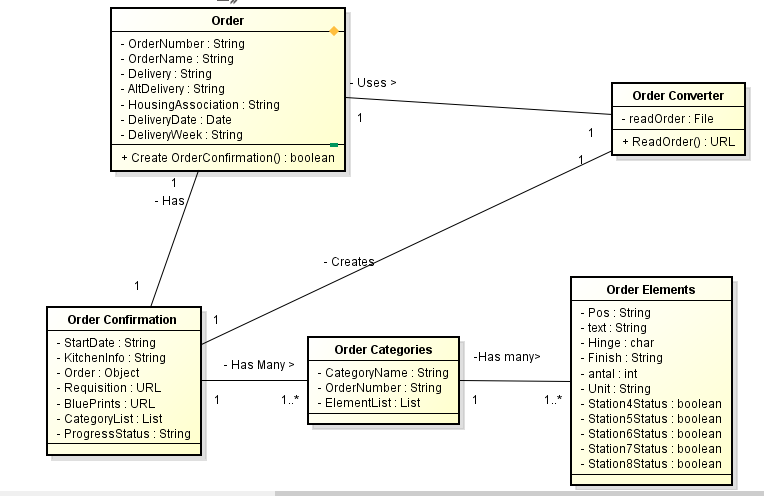 Order
- OrderNumber : String
- OrderName : String
- Delivery : String
- AltDelivery : String
- HousingAssociation : String
- DeliveryDate : Date
- DeliveryWeek : String
+ Create OrderConfirmation() : boolean
- Uses >
1
1
Order Converter
- readOrder : File
+ ReadOrder() : URL
1
- Has
1
1
- Creates
1
Order Confirmation
- StartDate : String
- KitchenInfo : String
- Order : Object
- Requisition : URL
- BluePrints : URL
- CategoryList : List
- ProgressStatus : String
- Has Many >
1
1..*
Order Categories
- CategoryName : String
- OrderNumber : String
- ElementList : List
-Has many>
1
1..*
Order Elements
- Pos : String
- text : String
- Hinge : char
- Finish : String
- antal : int
- Unit : String
- Station4Status : boolean
- Station5Status : boolean
- Station6Status : boolean
- Station7Status : boolean
- Station8Status : boolean